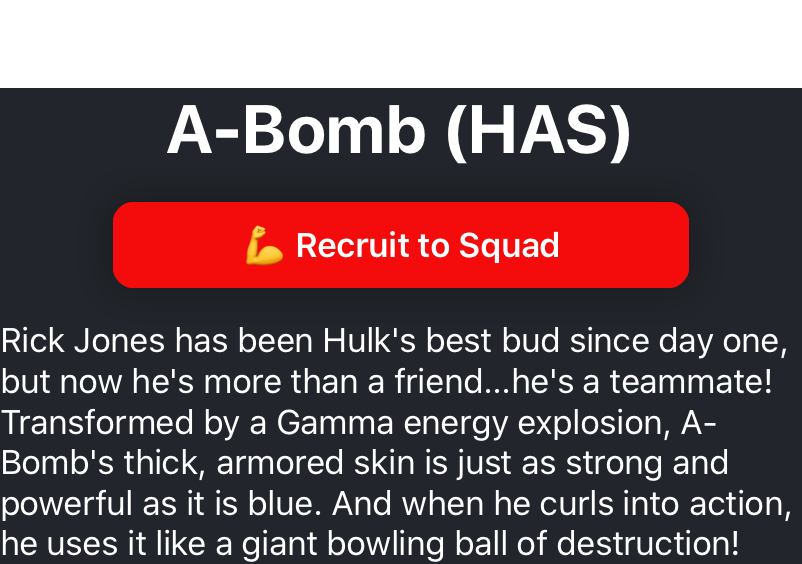 A-Bomb (HAS)
💪 Recruit to Squad
Rick Jones has been Hulk's best bud since day one,
but now he's more than a friend...he's a teammate!
Transformed by a Gamma energy explosion, A-
Bomb's thick, armored skin is just as strong and
powerful as it is blue. And when he curls into action,
he uses it like a giant bowling ball of destruction!